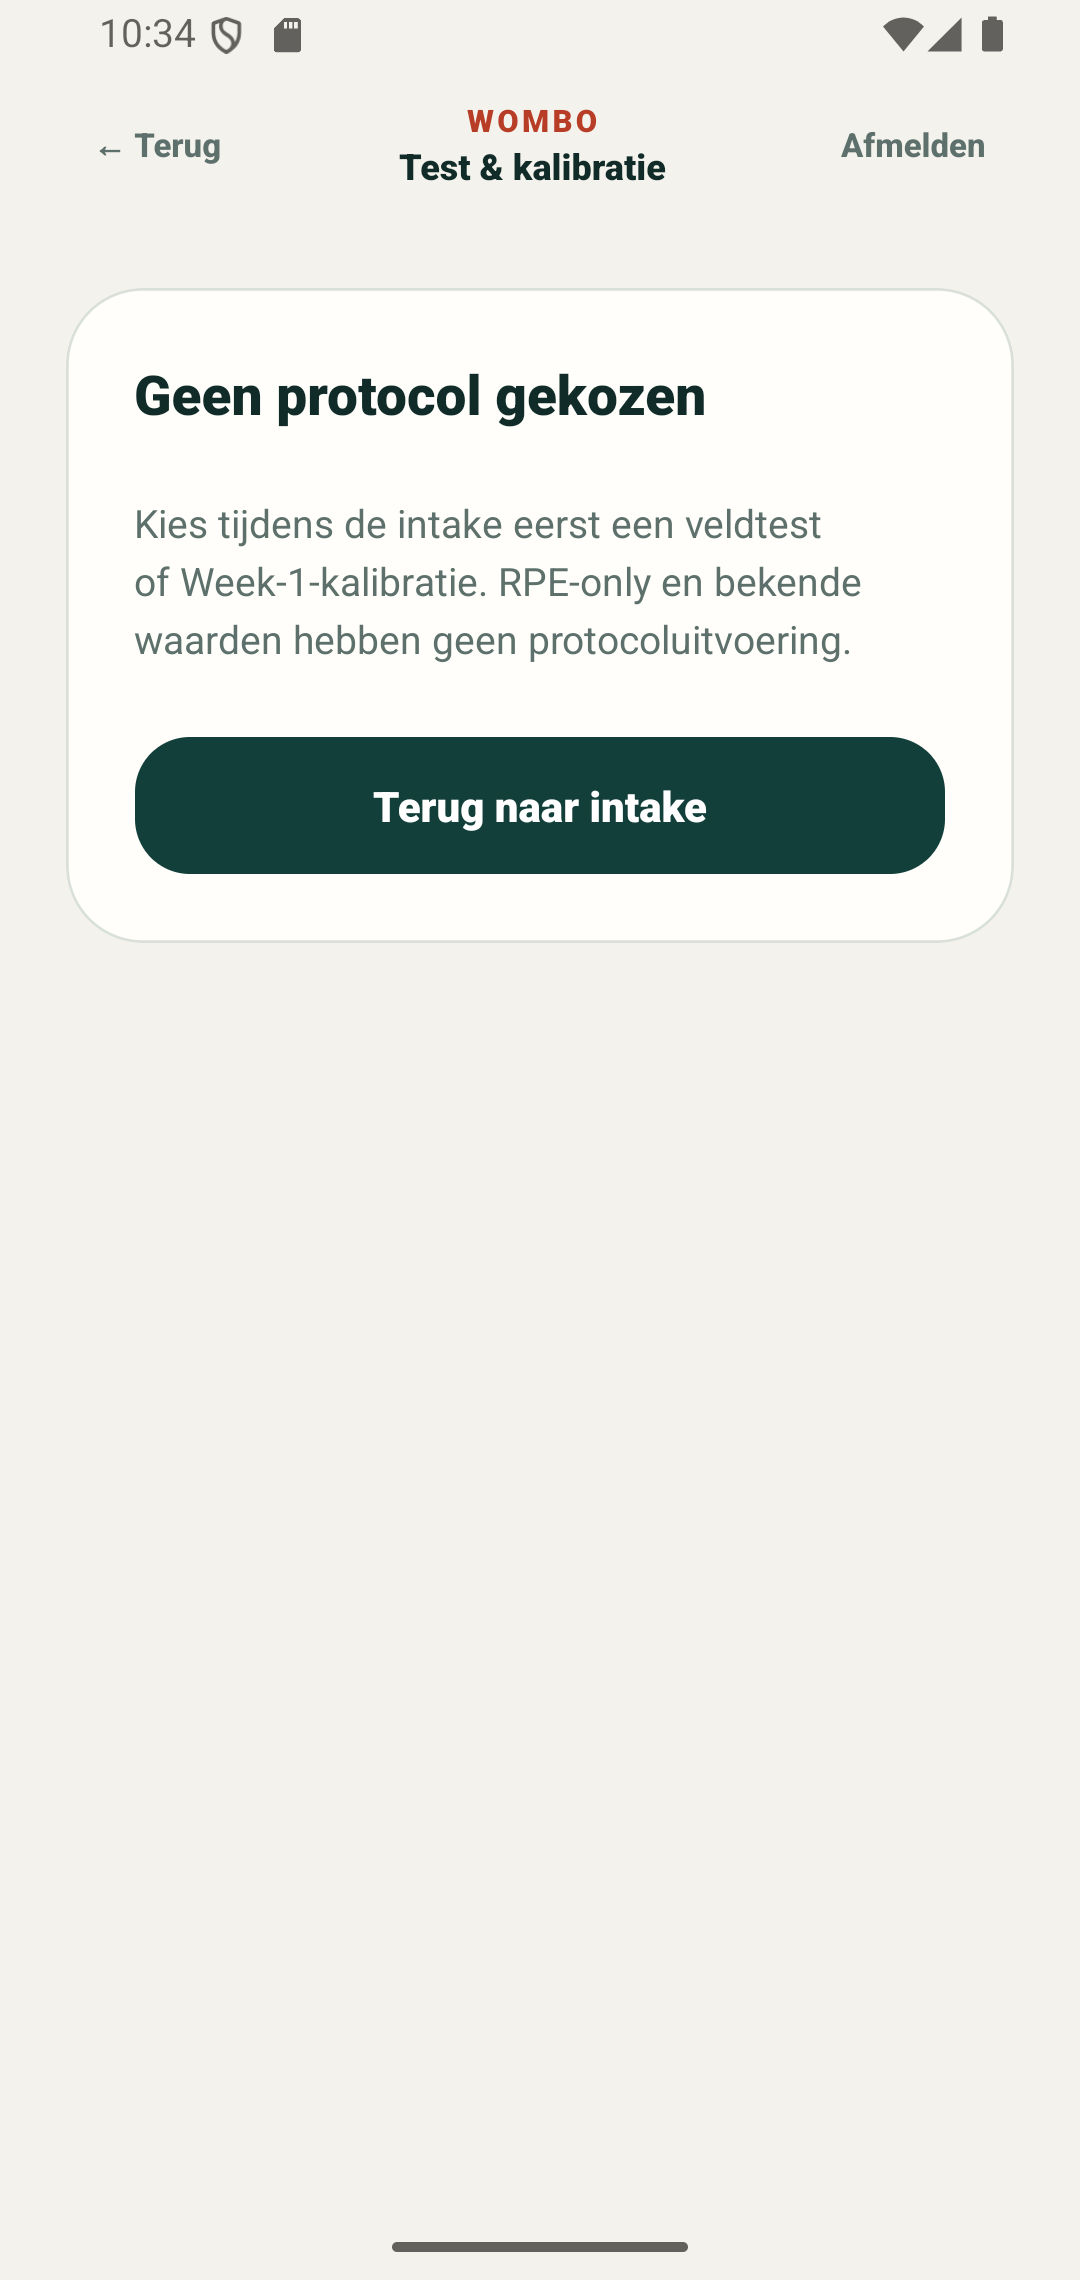 10:34
← Terug
WOMBO
Test & kalibratie
Afmelden
Geen protocol gekozen
Kies tijdens de intake eerst een veldtest
of Week-1-kalibratie. RPE-only en bekende
waarden hebben geen protocoluitvoering.
Terug naar intake